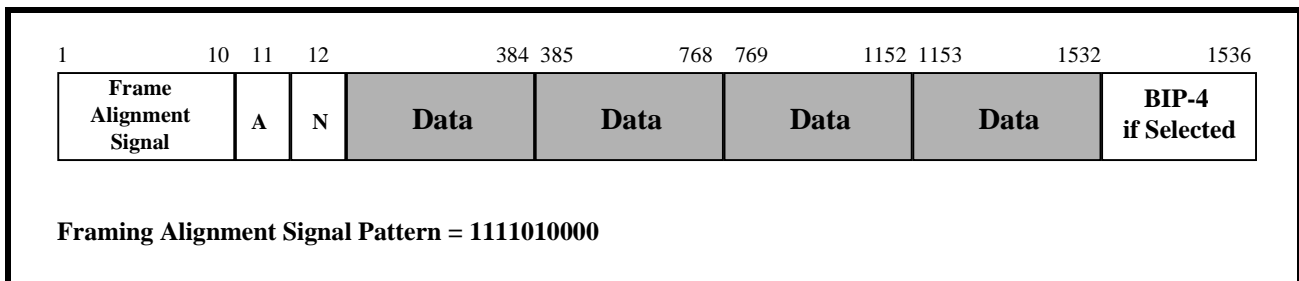 1 10 11 12 384 385 768 769 1152 1153 1532 1536
Frame
Alignment
Signal
A
N
Data
Data
Data
Data
BIP-4
if Selected
Framing Alignment Signal Pattern = 1111010000